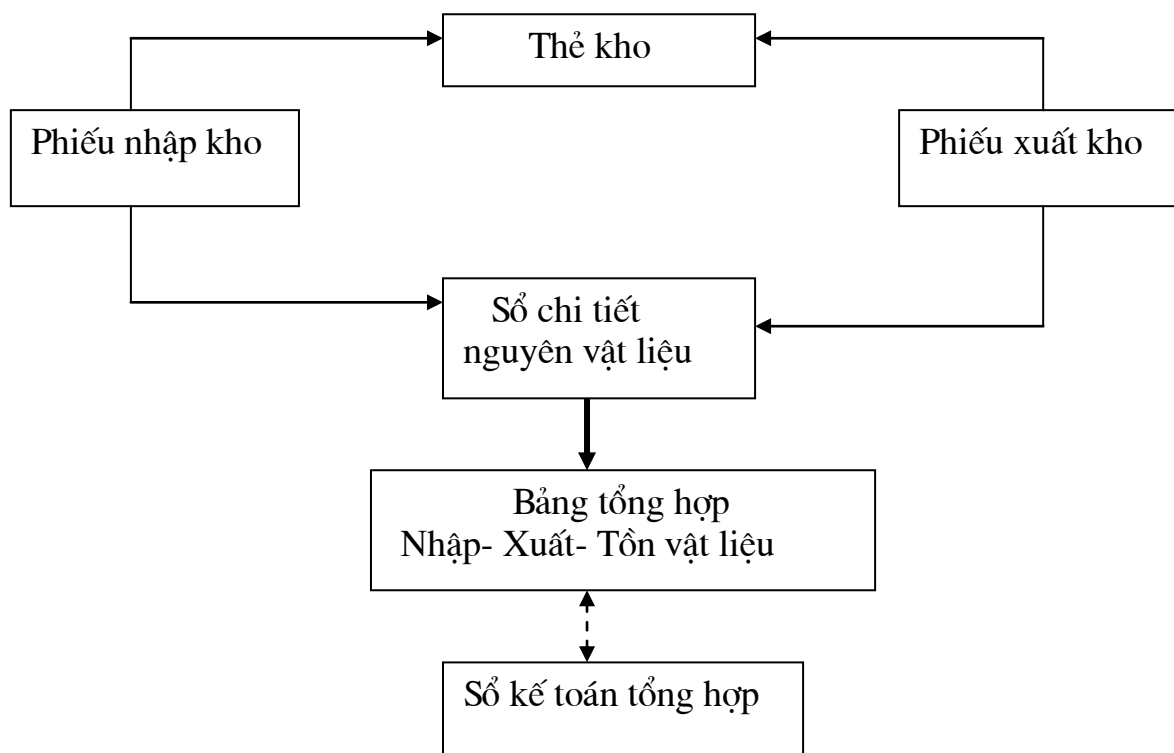 Thẻ kho
Phiếu nhập kho
Phiếu xuất kho
Sổ chi tiết
nguyên vật liệu
Bảng tổng hợp
Nhập- Xuất- Tồn vật liệu
Sổ kế toán tổng hợp